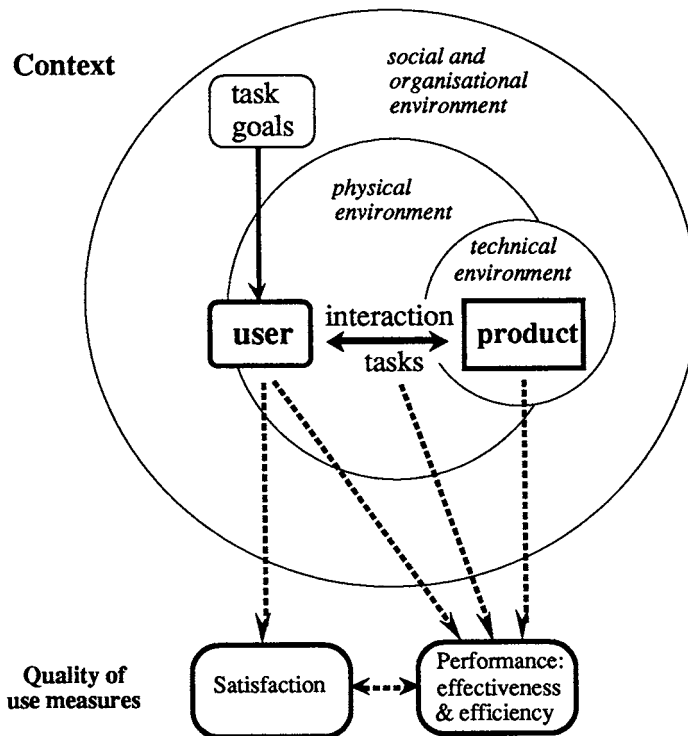 Context
social and
organisational
environment
task
goals
physical
environment
technical
environment
user
interaction
tasks
product
Quality of
use measures
Satisfaction
Performance:
effectiveness
& efficiency